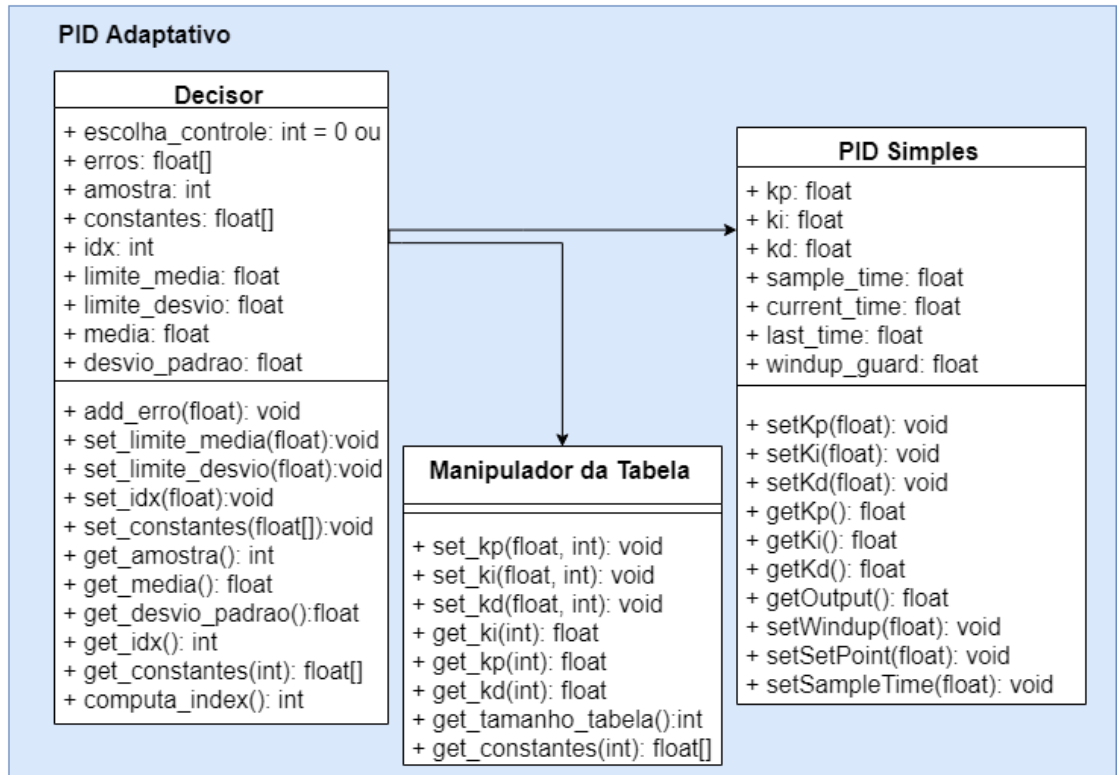 PID Adaptativo
Decisor
+ escolha_controle: int = 0 ou
+ erros: float[]
+ amostra: int
+ constantes: float[]
+ idx: int
+ limite_media: float
+ limite_desvio: float
+ media: float
+ desvio_padrao: float
+ add_erro(float): void
+ set_limite_media(float):void
+ set_limite_desvio(float):void
+ set_idx(float):void
+ set_constantes(float[]):void
+ get_amostra(): int
+ get_media(): float
+ get_desvio_padrao():float
+ get_idx(): int
+ get_constantes(int): float[]
+ computa_index(): int
Manipulador da Tabela
+ set_kp(float, int): void
+ set_ki(float, int): void
+ set_kd(float, int): void
+ get_ki(int): float
+ get_kp(int): float
+ get_kd(int): float
+ get_tamanho_tabela():int
+ get_constantes(int): float[]
PID Simples
+ kp: float
+ ki: float
+ kd: float
+ sample_time: float
+ current_time: float
+ last_time: float
+ windup_guard: float
+ setKp(float): void
+ setKi(float): void
+ setKd(float): void
+ getKp(): float
+ getKi(): float
+ getKd(): float
+ getOutput(): float
+ setWindup(float): void
+ setSetPoint(float): void
+ setSampleTime(float): void